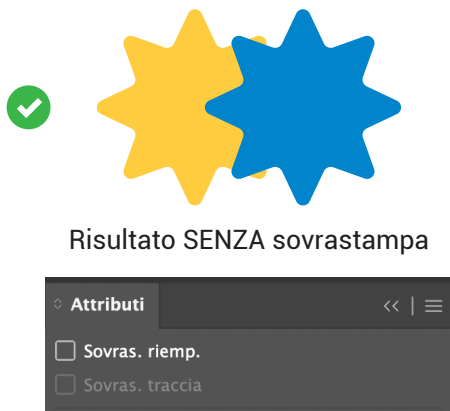 Risultato SENZA sovrastampa
Attributi
Sovras. riemp.
Sovras. traccia